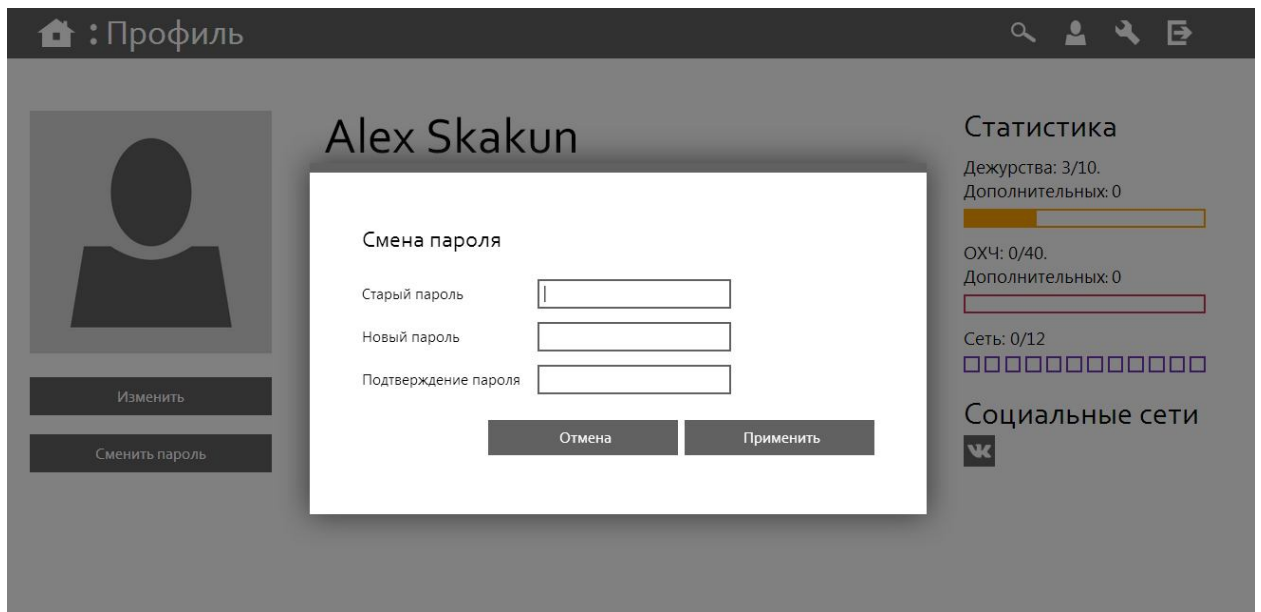 : Профиль
Alex Skakun
Изменить
Сменить пароль
Смена пароля
Старый пароль
Новый пароль
Подтверждение пароля
Отмена
Применить
Статистика
Дежурства: 3/10.
Дополнительных: 0
ОХЧ: 0/40.
Дополнительных: 0
Сеть: 0/12
Социальные сети